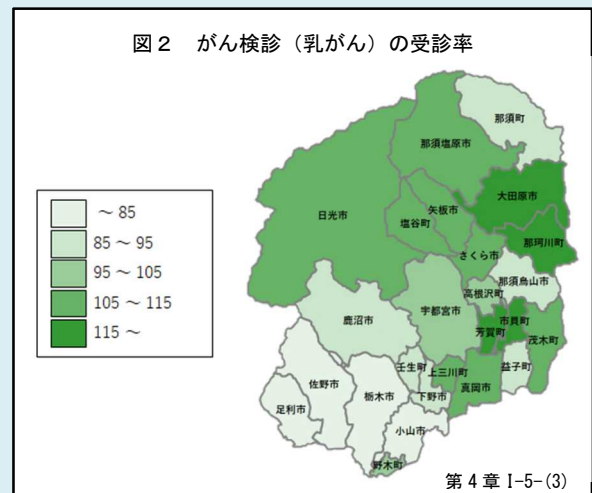 図２　がん検診（乳がん）の受診率
～ 85
85 ～ 95
95 ～ 105
105 ～ 115
115 ～
那須町
那須塩原市
大田原市
日光市
矢板市
塩谷町
那珂川町
さくら市
那須烏山市
高根沢町
宇都宮市
鹿沼市
市貝町
芳賀町
茂木町
壬生町
上三川町
益子町
真岡市
下野市
佐野市
栃木市
足利市
小山市
野木町
第４章 Ⅰ-5-(3)